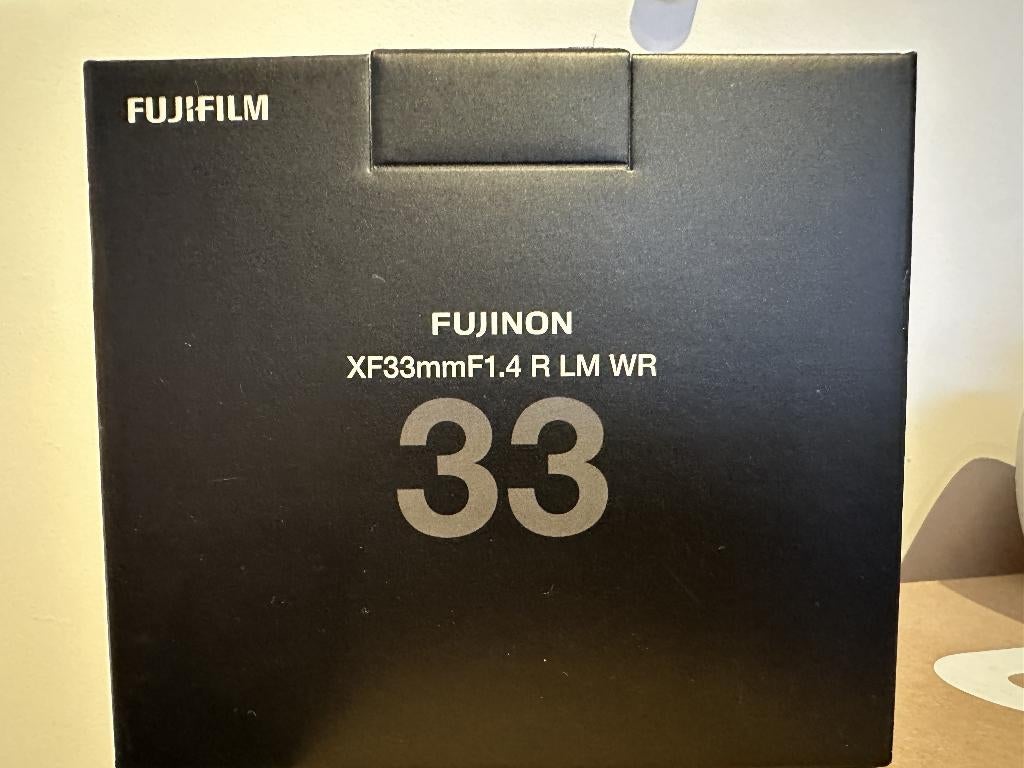 FUJIFILM
FUJINON
XF33mmF1.4 R LM WR
33